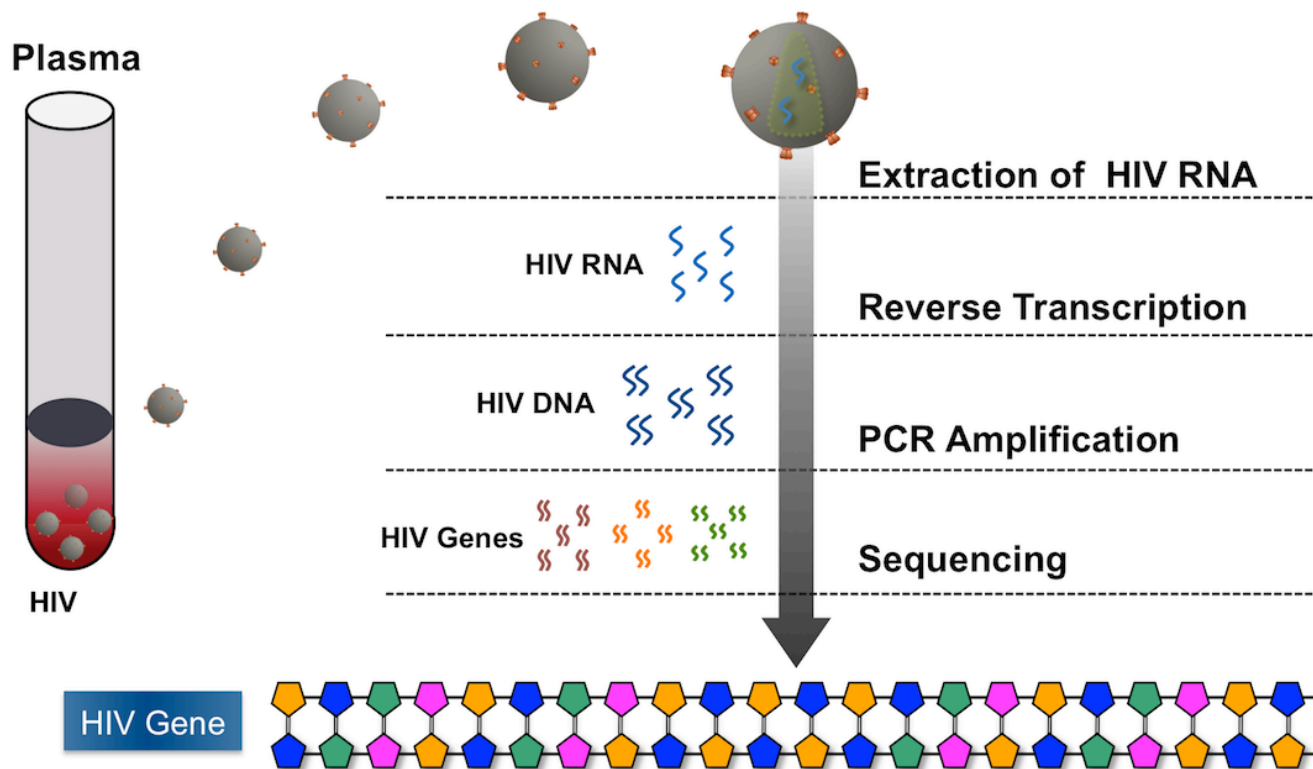 Plasma
Extraction of HIV RNA
HIV RNA
Reverse Transcription
HIV DNA
PCR Amplification
HIV Genes
Sequencing
HIV
HIV Gene